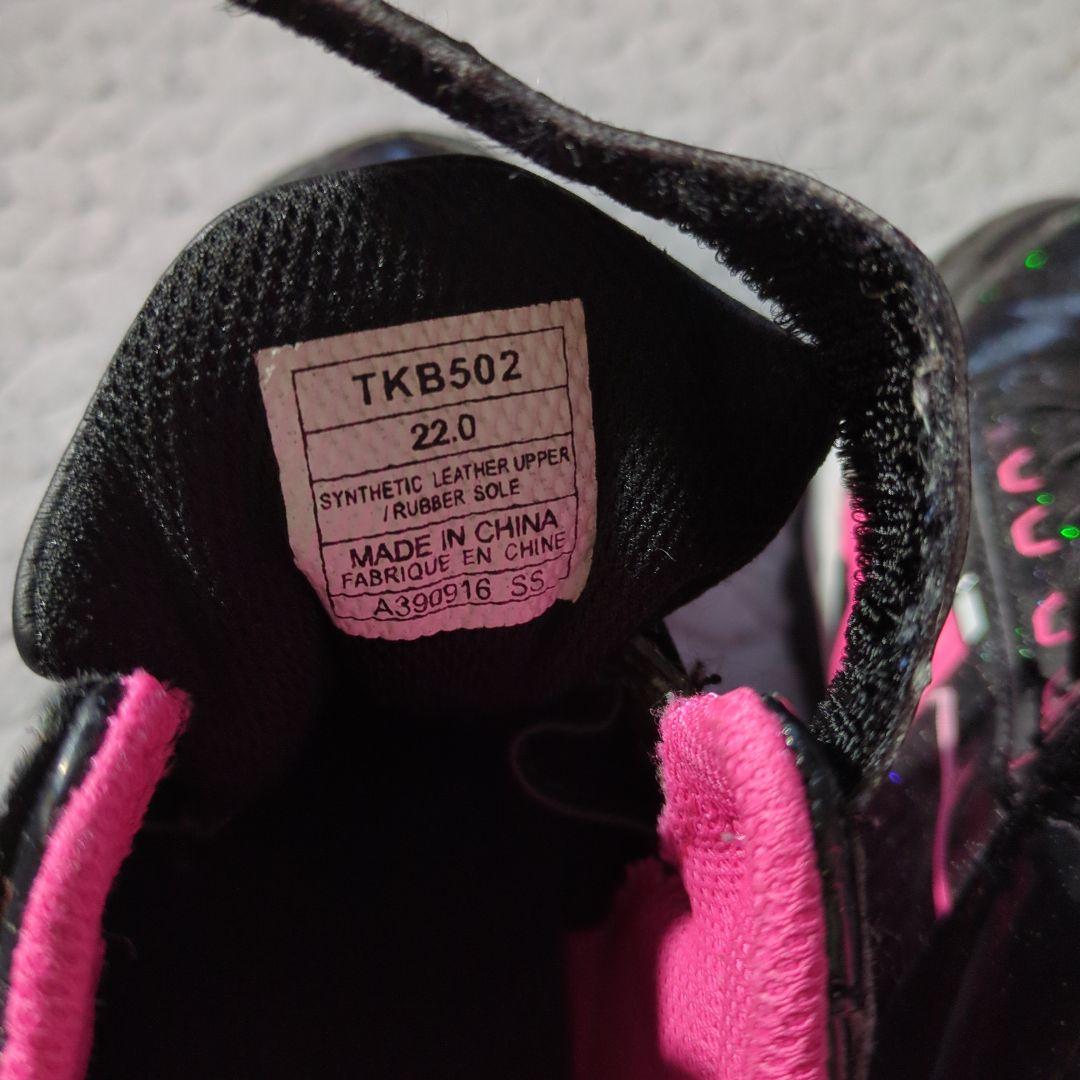 TKB502
22.0
SYNTHETIC LEATHER UPPER
/RUBBER SOLE
MADE IN CHINA
FABRIQUE EN CHINE
A390916 SS